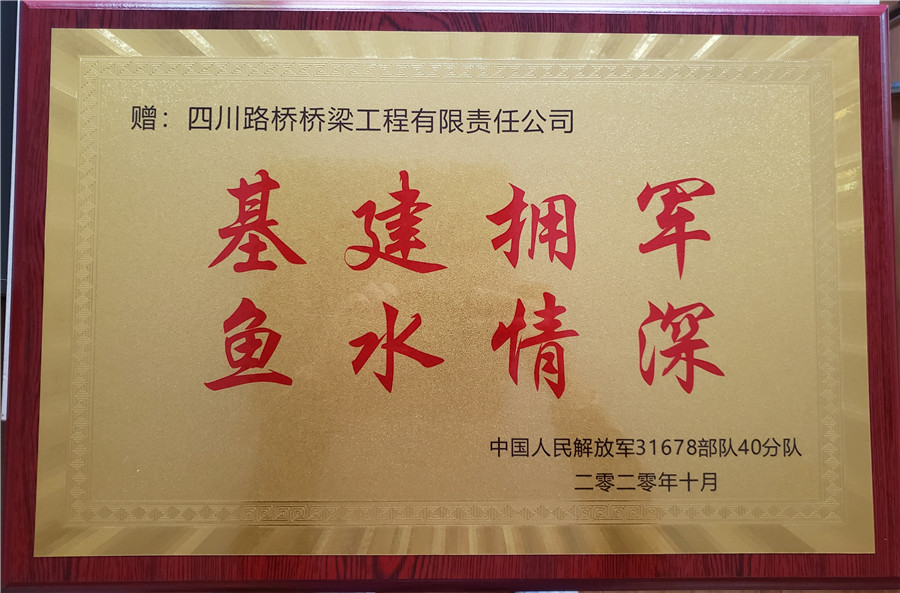 赠：四川路桥桥梁工程有限责任公司
基建拥军
鱼水情深
中国人民解放军31678部队40分队
二零二零年十月